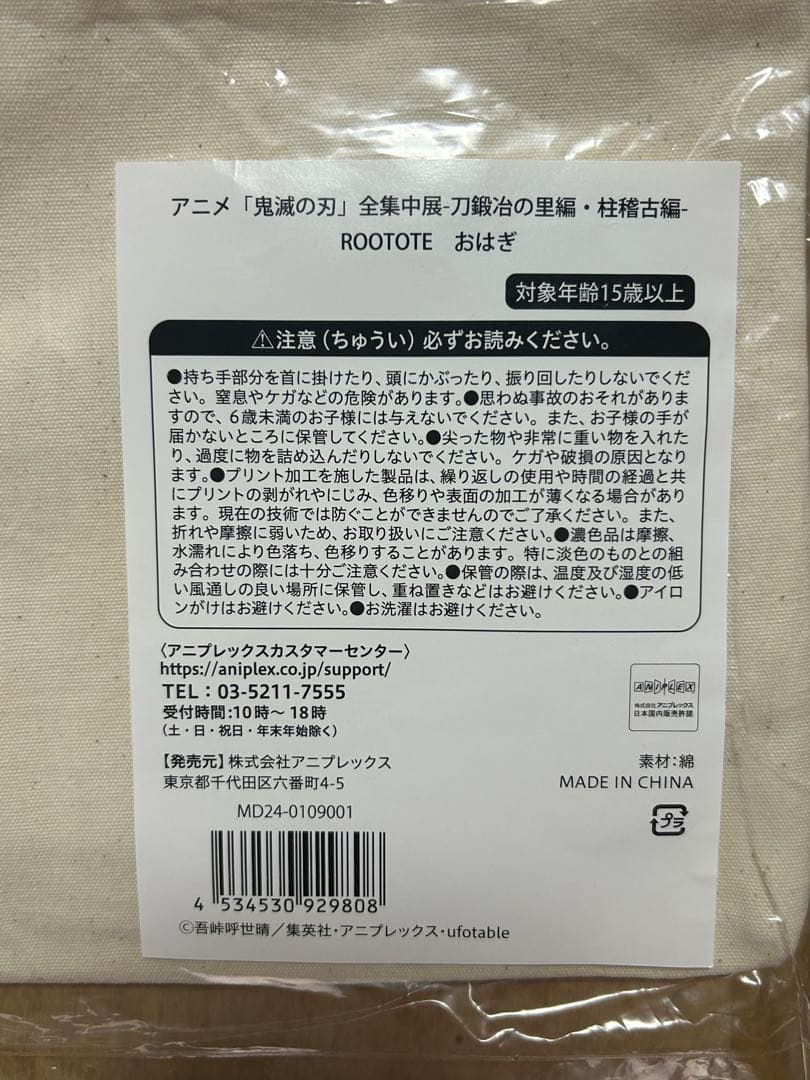 アニメ「鬼滅の刃」全集中展-刀鍛冶の里編・柱稽古編-
ROOTOTE　おはぎ
対象年齢15歳以上
⚠注意（ちゅうい）必ずお読みください。
●持ち手部分を首に掛けたり、頭にかぶったり、振り回したりしないでくだ
さい。窒息やケガなどの危険があります。●思わぬ事故のおそれがありま
すので、6歳未満のお子様には与えないでください。また、お子様の手が
届かないところに保管してください。●尖った物や非常に重い物を入れた
り、過度に物を詰め込んだりしないでください。ケガや破損の原因となり
ます。●プリント加工を施した製品は、繰り返しの使用や時間の経過と共
にプリントの剥がれやにじみ、色移りや表面の加工が薄くなる場合があり
ます。現在の技術では防ぐことができませんのでご了承ください。また、
折れや摩擦に弱いため、お取り扱いにご注意ください。●濃色品は摩擦、
水濡れにより色落ち、色移りすることがあります。特に淡色のものとの組
み合わせの際には十分ご注意ください。●保管の際は、温度及び湿度の低
い風通しの良い場所に保管し、重ね置きなどはお避けください。●アイロ
ンがけはお避けください。●お洗濯はお避けください。
〈アニプレックスカスタマーセンター〉
https://aniplex.co.jp/support/
TEL：03-5211-7555
受付時間:10時～18時
（土・日・祝日・年末年始除く）
【発売元】株式会社アニプレックス
東京都千代田区六番町4-5
MD24-0109001
4 534530 929808
©吾峠呼世晴／集英社・アニプレックス・ufotable
ANIPLEX
株式会社アニプレックス
日本国内販売許諾
素材：綿
MADE IN CHINA
プラ